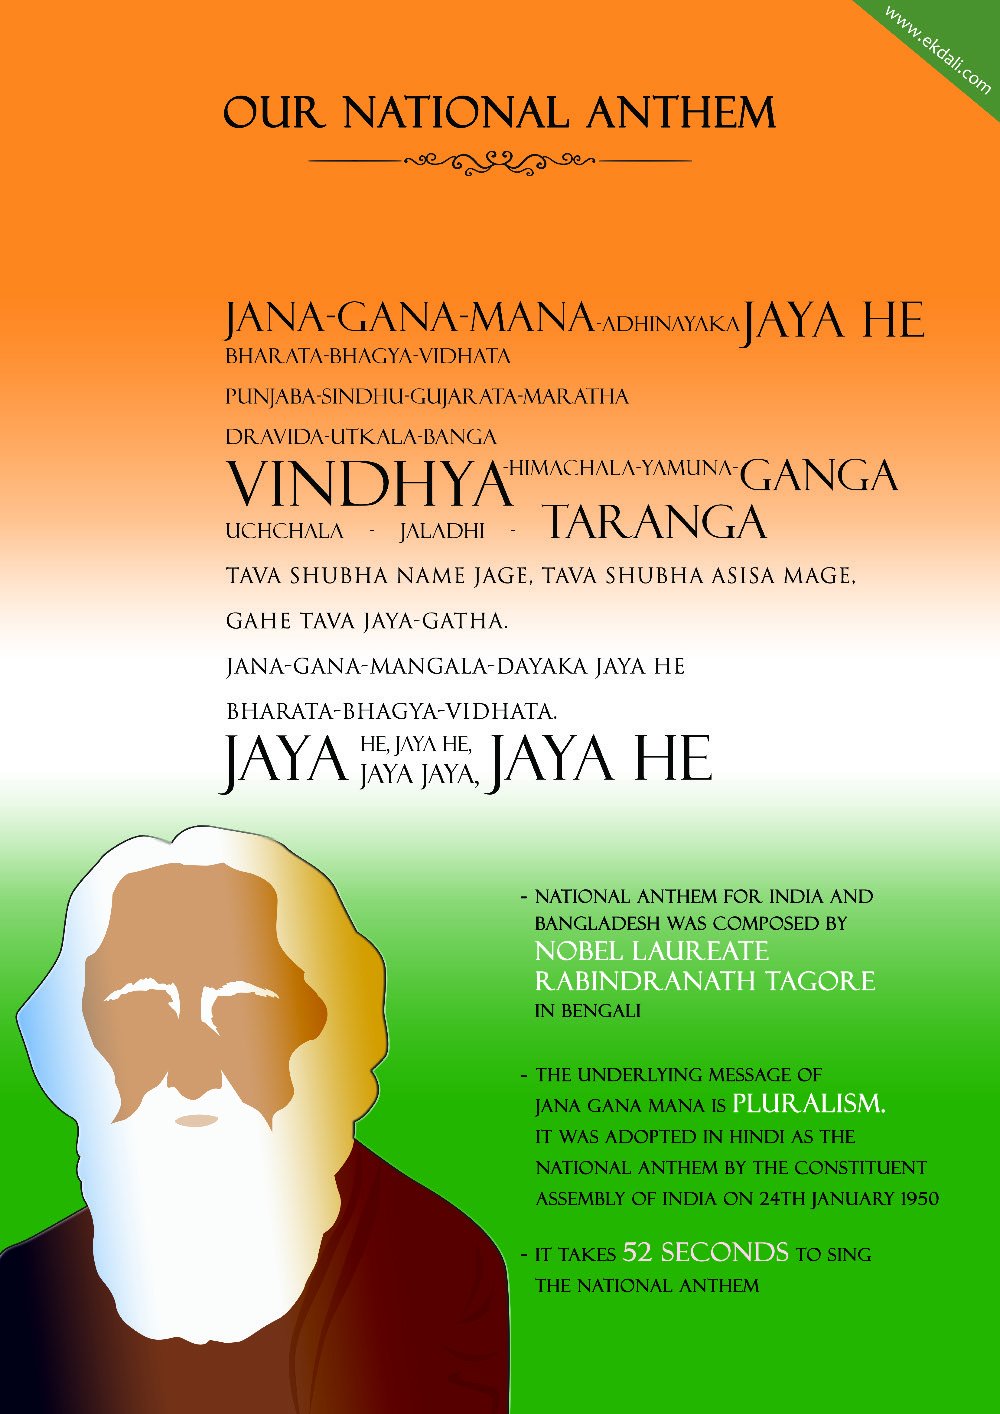 www.ekdali.com
OUR NATIONAL ANTHEM
JANA-GANA-MANA-ADHINAYAKA JAYA HE
BHARATA-BHAGYA-VIDHATA
PUNJABA-SINDHU-GUJARATA-MARATHA
DRAVIDA-UTKALA-BANGA
VINDHYA-HIMACHALA-YAMUNA-GANGA
UCHCHALA - JALADHI - TARANGA
TAVA SHUBHA NAME JAGE, TAVA SHUBHA ASISA MAGE,
GAHE TAVA JAYA-GATHA.
JANA-GANA-MANGALA-DAYAKA JAYA HE
BHARATA-BHAGYA-VIDHATA.
JAYA HE, JAYA HE,
JAYA JAYA, JAYA HE
- NATIONAL ANTHEM FOR INDIA AND
BANGLADESH WAS COMPOSED BY
NOBEL LAUREATE
RABINDRANATH TAGORE
IN BENGALI
- THE UNDERLYING MESSAGE OF
JANA GANA MANA IS PLURALISM.
IT WAS ADOPTED IN HINDI AS THE
NATIONAL ANTHEM BY THE CONSTITUENT
ASSEMBLY OF INDIA ON 24TH JANUARY 1950
- IT TAKES 52 SECONDS TO SING
THE NATIONAL ANTHEM